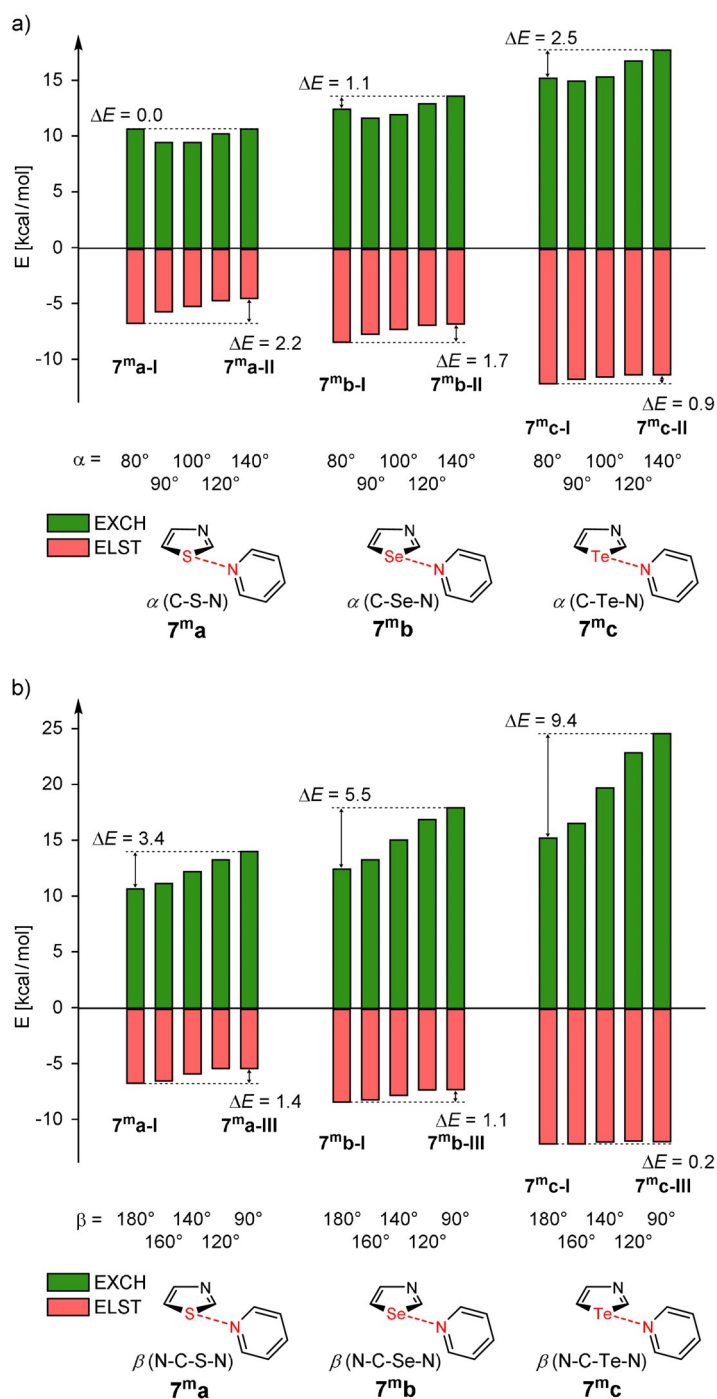 a)
ΔE = 2.5
ΔE = 1.1
ΔE = 0.0
15
10
5
0
-5
-10
E [kcal/mol]
7ᵐa-I
ΔE = 2.2
7ᵐa-II
7ᵐb-I
ΔE = 1.7
7ᵐb-II
7ᵐc-I
ΔE = 0.9
7ᵐc-II
α = 80° 100° 140° 80° 100° 140° 80° 100° 140°
90° 120° 90° 120° 90° 120°
EXCH
ELST
N S N
N Se N
N Te N
α (C-S-N) α (C-Se-N) α (C-Te-N)
7ᵐa 7ᵐb 7ᵐc
b)
ΔE = 9.4
ΔE = 5.5
ΔE = 3.4
25
20
15
10
5
0
-5
-10
E [kcal/mol]
7ᵐa-I
ΔE = 1.4
7ᵐa-III
7ᵐb-I
ΔE = 1.1
7ᵐb-III
7ᵐc-I
ΔE = 0.2
7ᵐc-III
β = 180° 140° 90° 180° 140° 90° 180° 140° 90°
160° 120° 160° 120° 160° 120°
EXCH
ELST
N S N
N Se N
N Te N
β (N-C-S-N) β (N-C-Se-N) β (N-C-Te-N)
7ᵐa 7ᵐb 7ᵐc